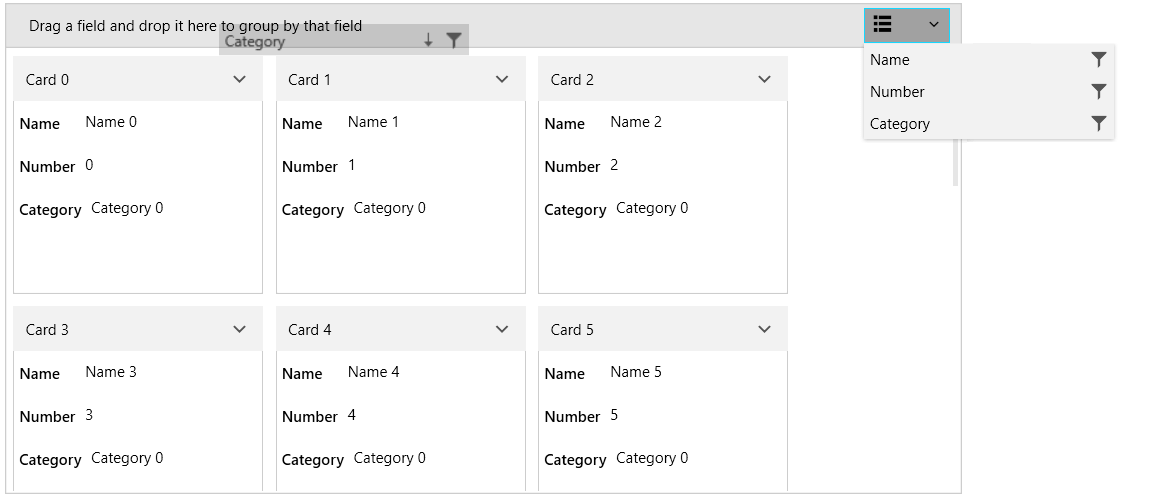 Drag a field and drop it here to group by that field
Category
Name
Number
Category
Card 0
Name Name 0
Number 0
Category Category 0
Card 1
Name Name 1
Number 1
Category Category 0
Card 2
Name Name 2
Number 2
Category Category 0
Card 3
Name Name 3
Number 3
Category Category 0
Card 4
Name Name 4
Number 4
Category Category 0
Card 5
Name Name 5
Number 5
Category Category 0